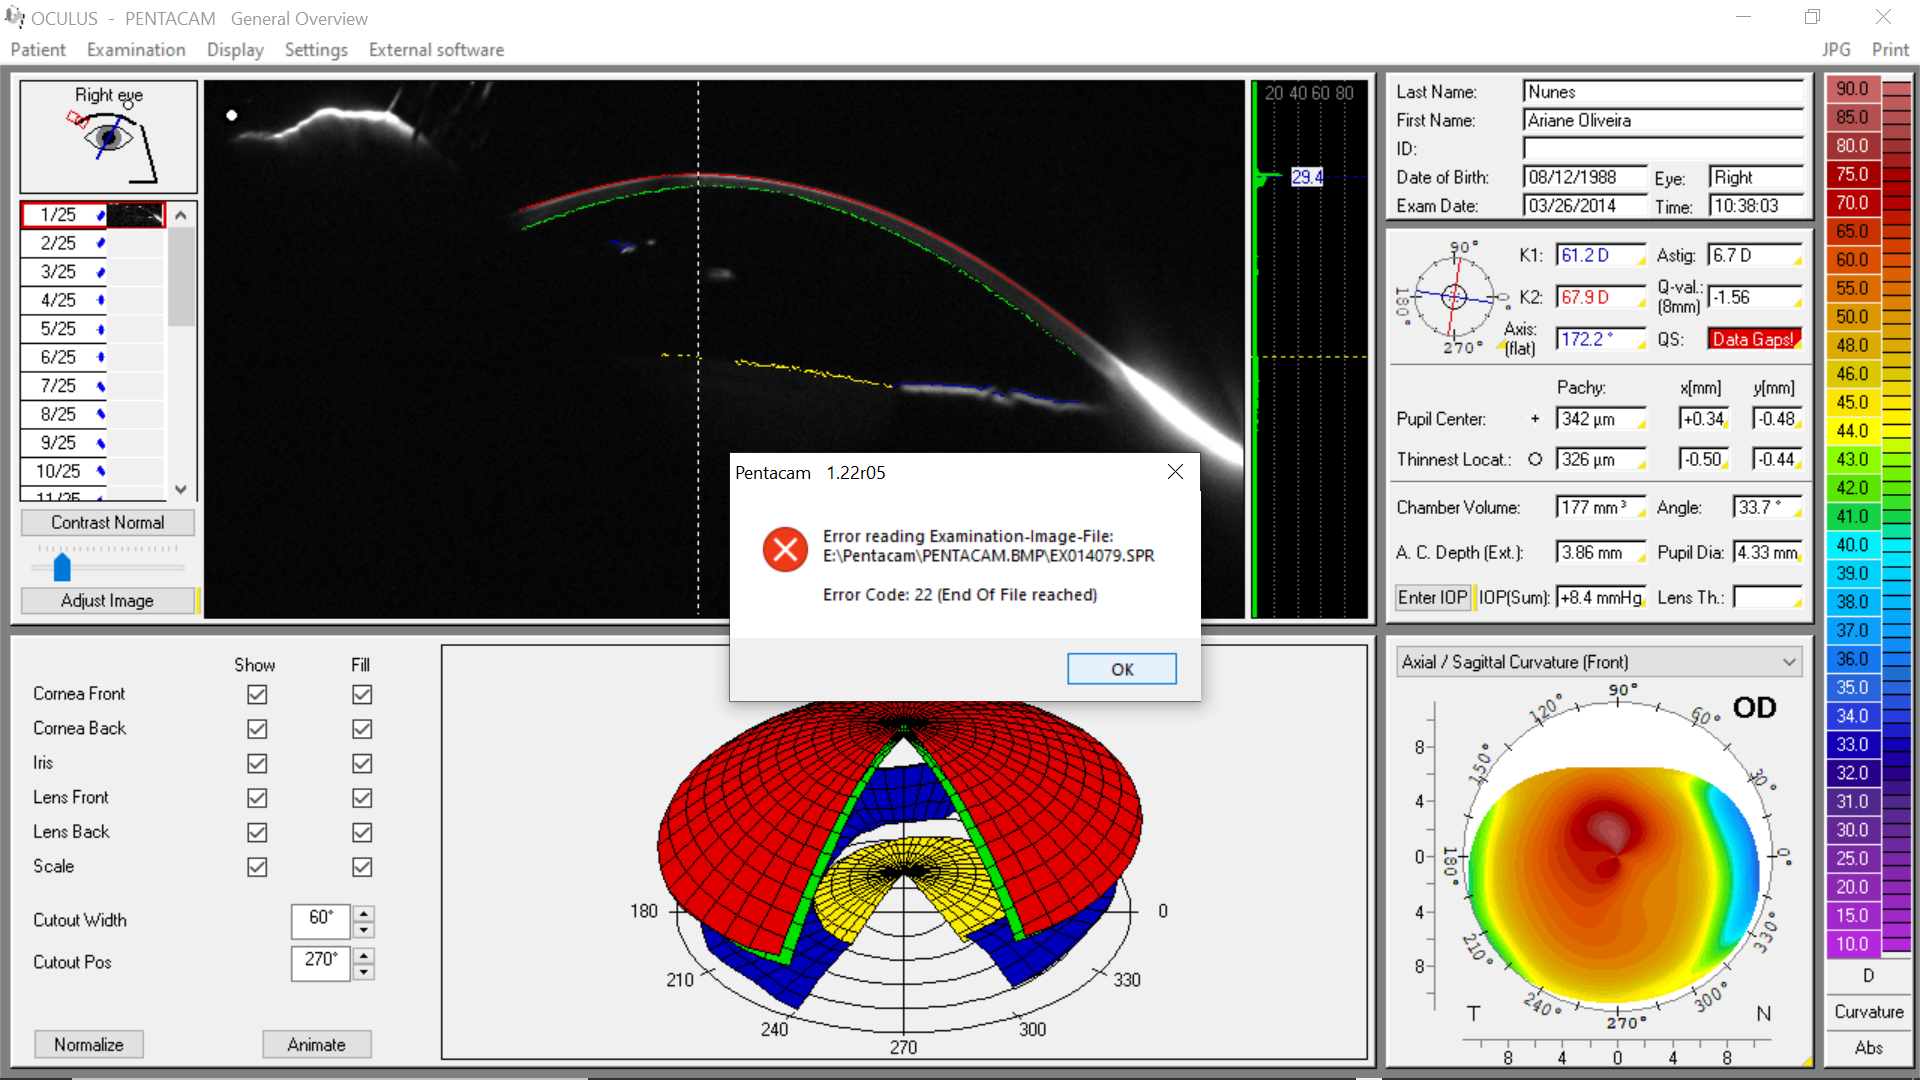 OCULUS - PENTACAM General Overview
Patient Examination Display Settings External software JPG Print
Right eye
1/25
2/25
3/25
4/25
5/25
6/25
7/25
8/25
9/25
10/25
11/25
Contrast Normal
Adjust Image
20 40 60 80
29.4
Last Name: Nunes
First Name: Ariane Oliveira
ID:
Date of Birth: 08/12/1988 Eye: Right
Exam Date: 03/26/2014 Time: 10:38:03
90°
180°
0°
270°
K1: 61.2 D Astig: 6.7 D
K2: 67.9 D Q-val.: (8mm) -1.56
Axis: (flat) 172.2 ° QS: Data Gaps!
Pachy: x[mm] y[mm]
Pupil Center: + 342 µm +0.34 -0.48
Thinnest Locat.: O 326 µm -0.50 -0.44
Chamber Volume: 177 mm³ Angle: 33.7 °
A. C. Depth (Ext.): 3.86 mm Pupil Dia: 4.33 mm
Enter IOP IOP(Sum): +8.4 mmHg Lens Th.:
Pentacam 1.22r05
Error reading Examination-Image-File:
E:\Pentacam\PENTACAM.BMP\EX014079.SPR
Error Code: 22 (End Of File reached)
OK
Show Fill
Cornea Front
Cornea Back
Iris
Lens Front
Lens Back
Scale
Cutout Width 60°
Cutout Pos 270°
Normalize Animate
180
0
210
330
240
300
270
Axial / Sagittal Curvature (Front)
OD
90°
120°
60°
150°
30°
180°
0°
210°
330°
240°
300°
270°
8
4
0
4
8
T N
8 4 0 4 8
90.0
85.0
80.0
75.0
70.0
65.0
60.0
55.0
50.0
48.0
46.0
45.0
44.0
43.0
42.0
41.0
40.0
39.0
38.0
37.0
36.0
35.0
34.0
33.0
32.0
31.0
30.0
25.0
20.0
15.0
10.0
D
Curvature
Abs